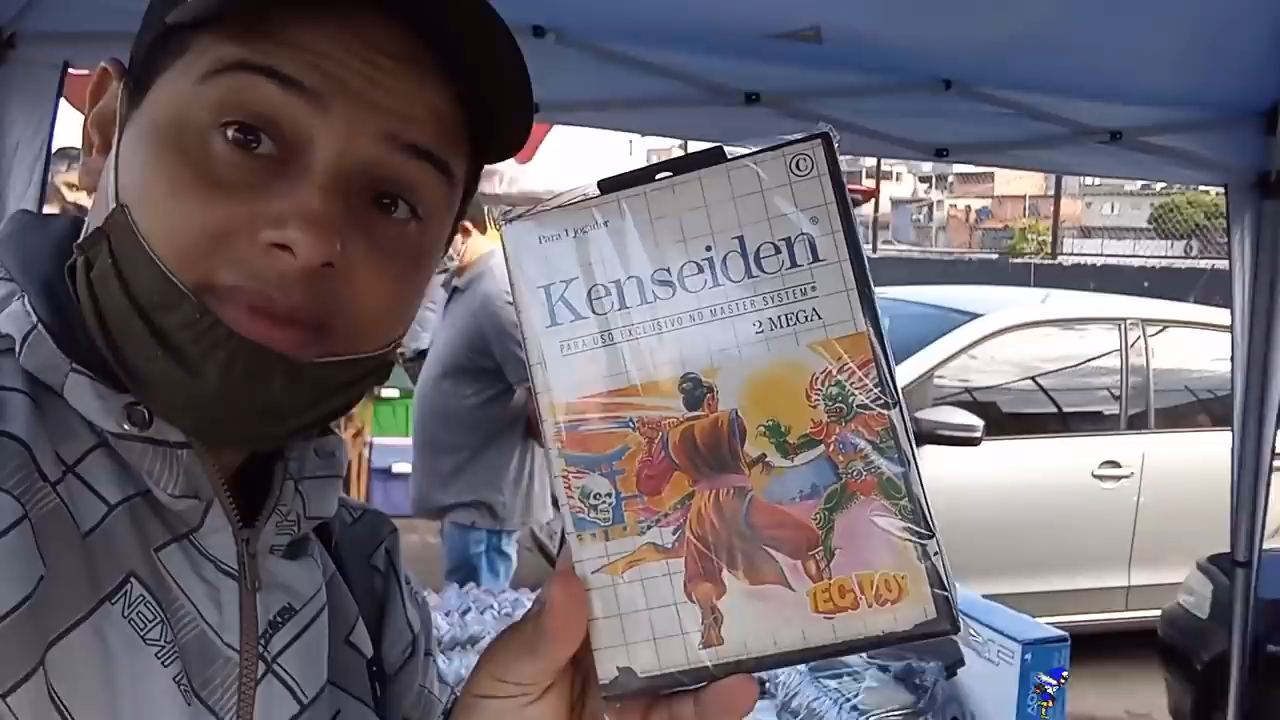 ©
Para 1 jogador
Kenseiden®
PARA USO EXCLUSIVO NO MASTER SYSTEM®
2 MEGA
TEC TOY